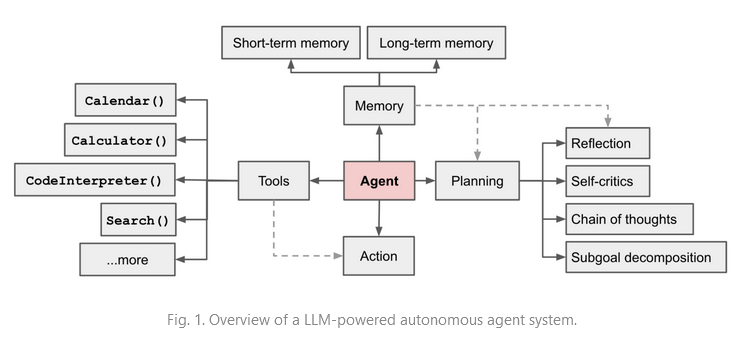 Short-term memory
Long-term memory
Calendar()
Memory
Calculator()
Reflection
CodeInterpreter()
Tools
Agent
Planning
Self-critics
Search()
Chain of thoughts
...more
Action
Subgoal decomposition
Fig. 1. Overview of a LLM-powered autonomous agent system.